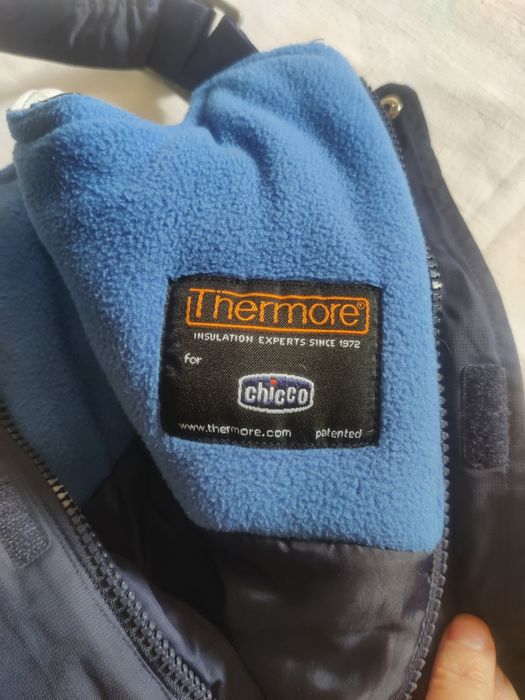 Thermore®
INSULATION EXPERTS SINCE 1972
for
chicco
www.thermore.com patented